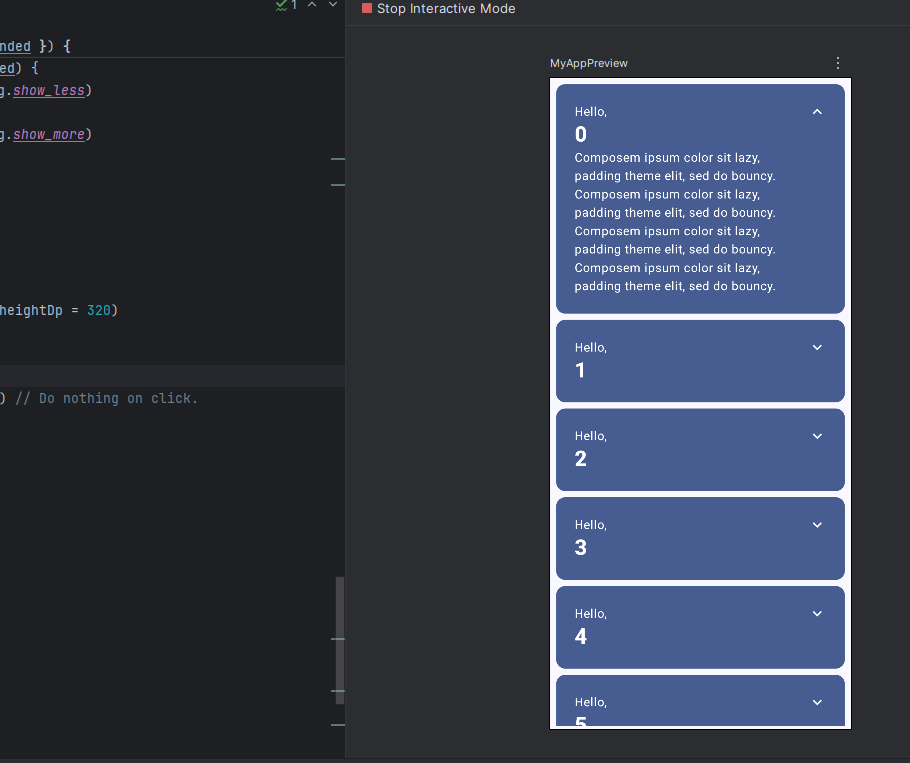 1
Stop Interactive Mode
nded }) {
ed) {
g.show_less)
g.show_more)
heightDp = 320)
) // Do nothing on click.
MyAppPreview
Hello,
0
Composem ipsum color sit lazy,
padding theme elit, sed do bouncy.
Composem ipsum color sit lazy,
padding theme elit, sed do bouncy.
Composem ipsum color sit lazy,
padding theme elit, sed do bouncy.
Composem ipsum color sit lazy,
padding theme elit, sed do bouncy.
Hello,
1
Hello,
2
Hello,
3
Hello,
4
Hello,
5